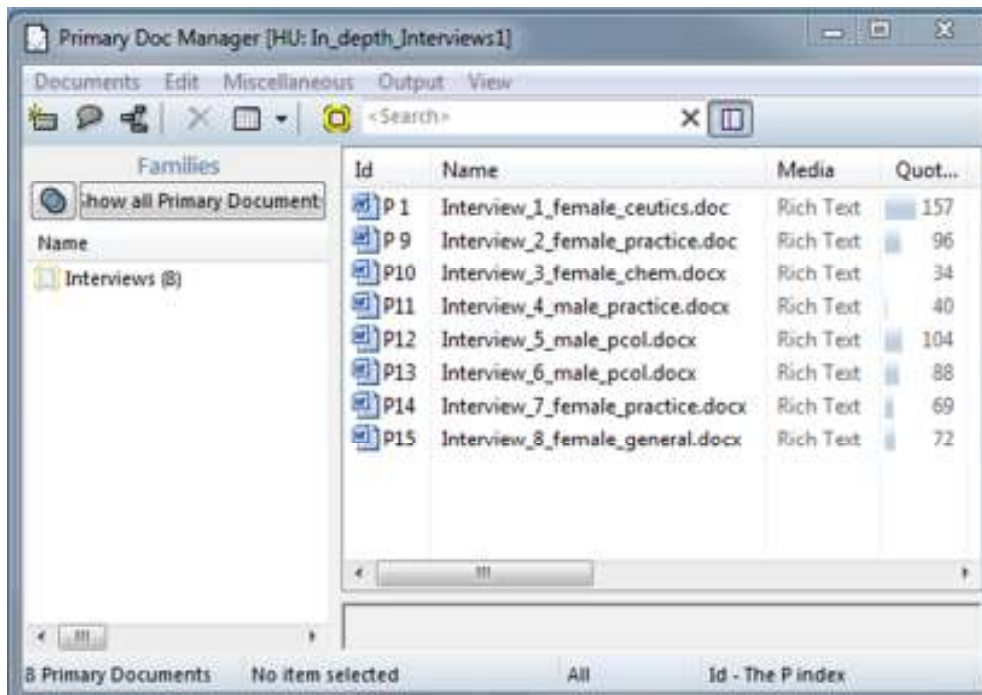 Primary Doc Manager [HU: In_depth_Interviews1]
Documents Edit Miscellaneous Output View
<Search>
Families
Show all Primary Document
Name
Interviews (8)
Id Name Media Quot...
P 1 Interview_1_female_ceutics.doc Rich Text 157
P 9 Interview_2_female_practice.doc Rich Text 96
P10 Interview_3_female_chem.docx Rich Text 34
P11 Interview_4_male_practice.docx Rich Text 40
P12 Interview_5_male_pcol.docx Rich Text 104
P13 Interview_6_male_pcol.docx Rich Text 88
P14 Interview_7_female_practice.docx Rich Text 69
P15 Interview_8_female_general.docx Rich Text 72
8 Primary Documents No item selected All Id - The P index